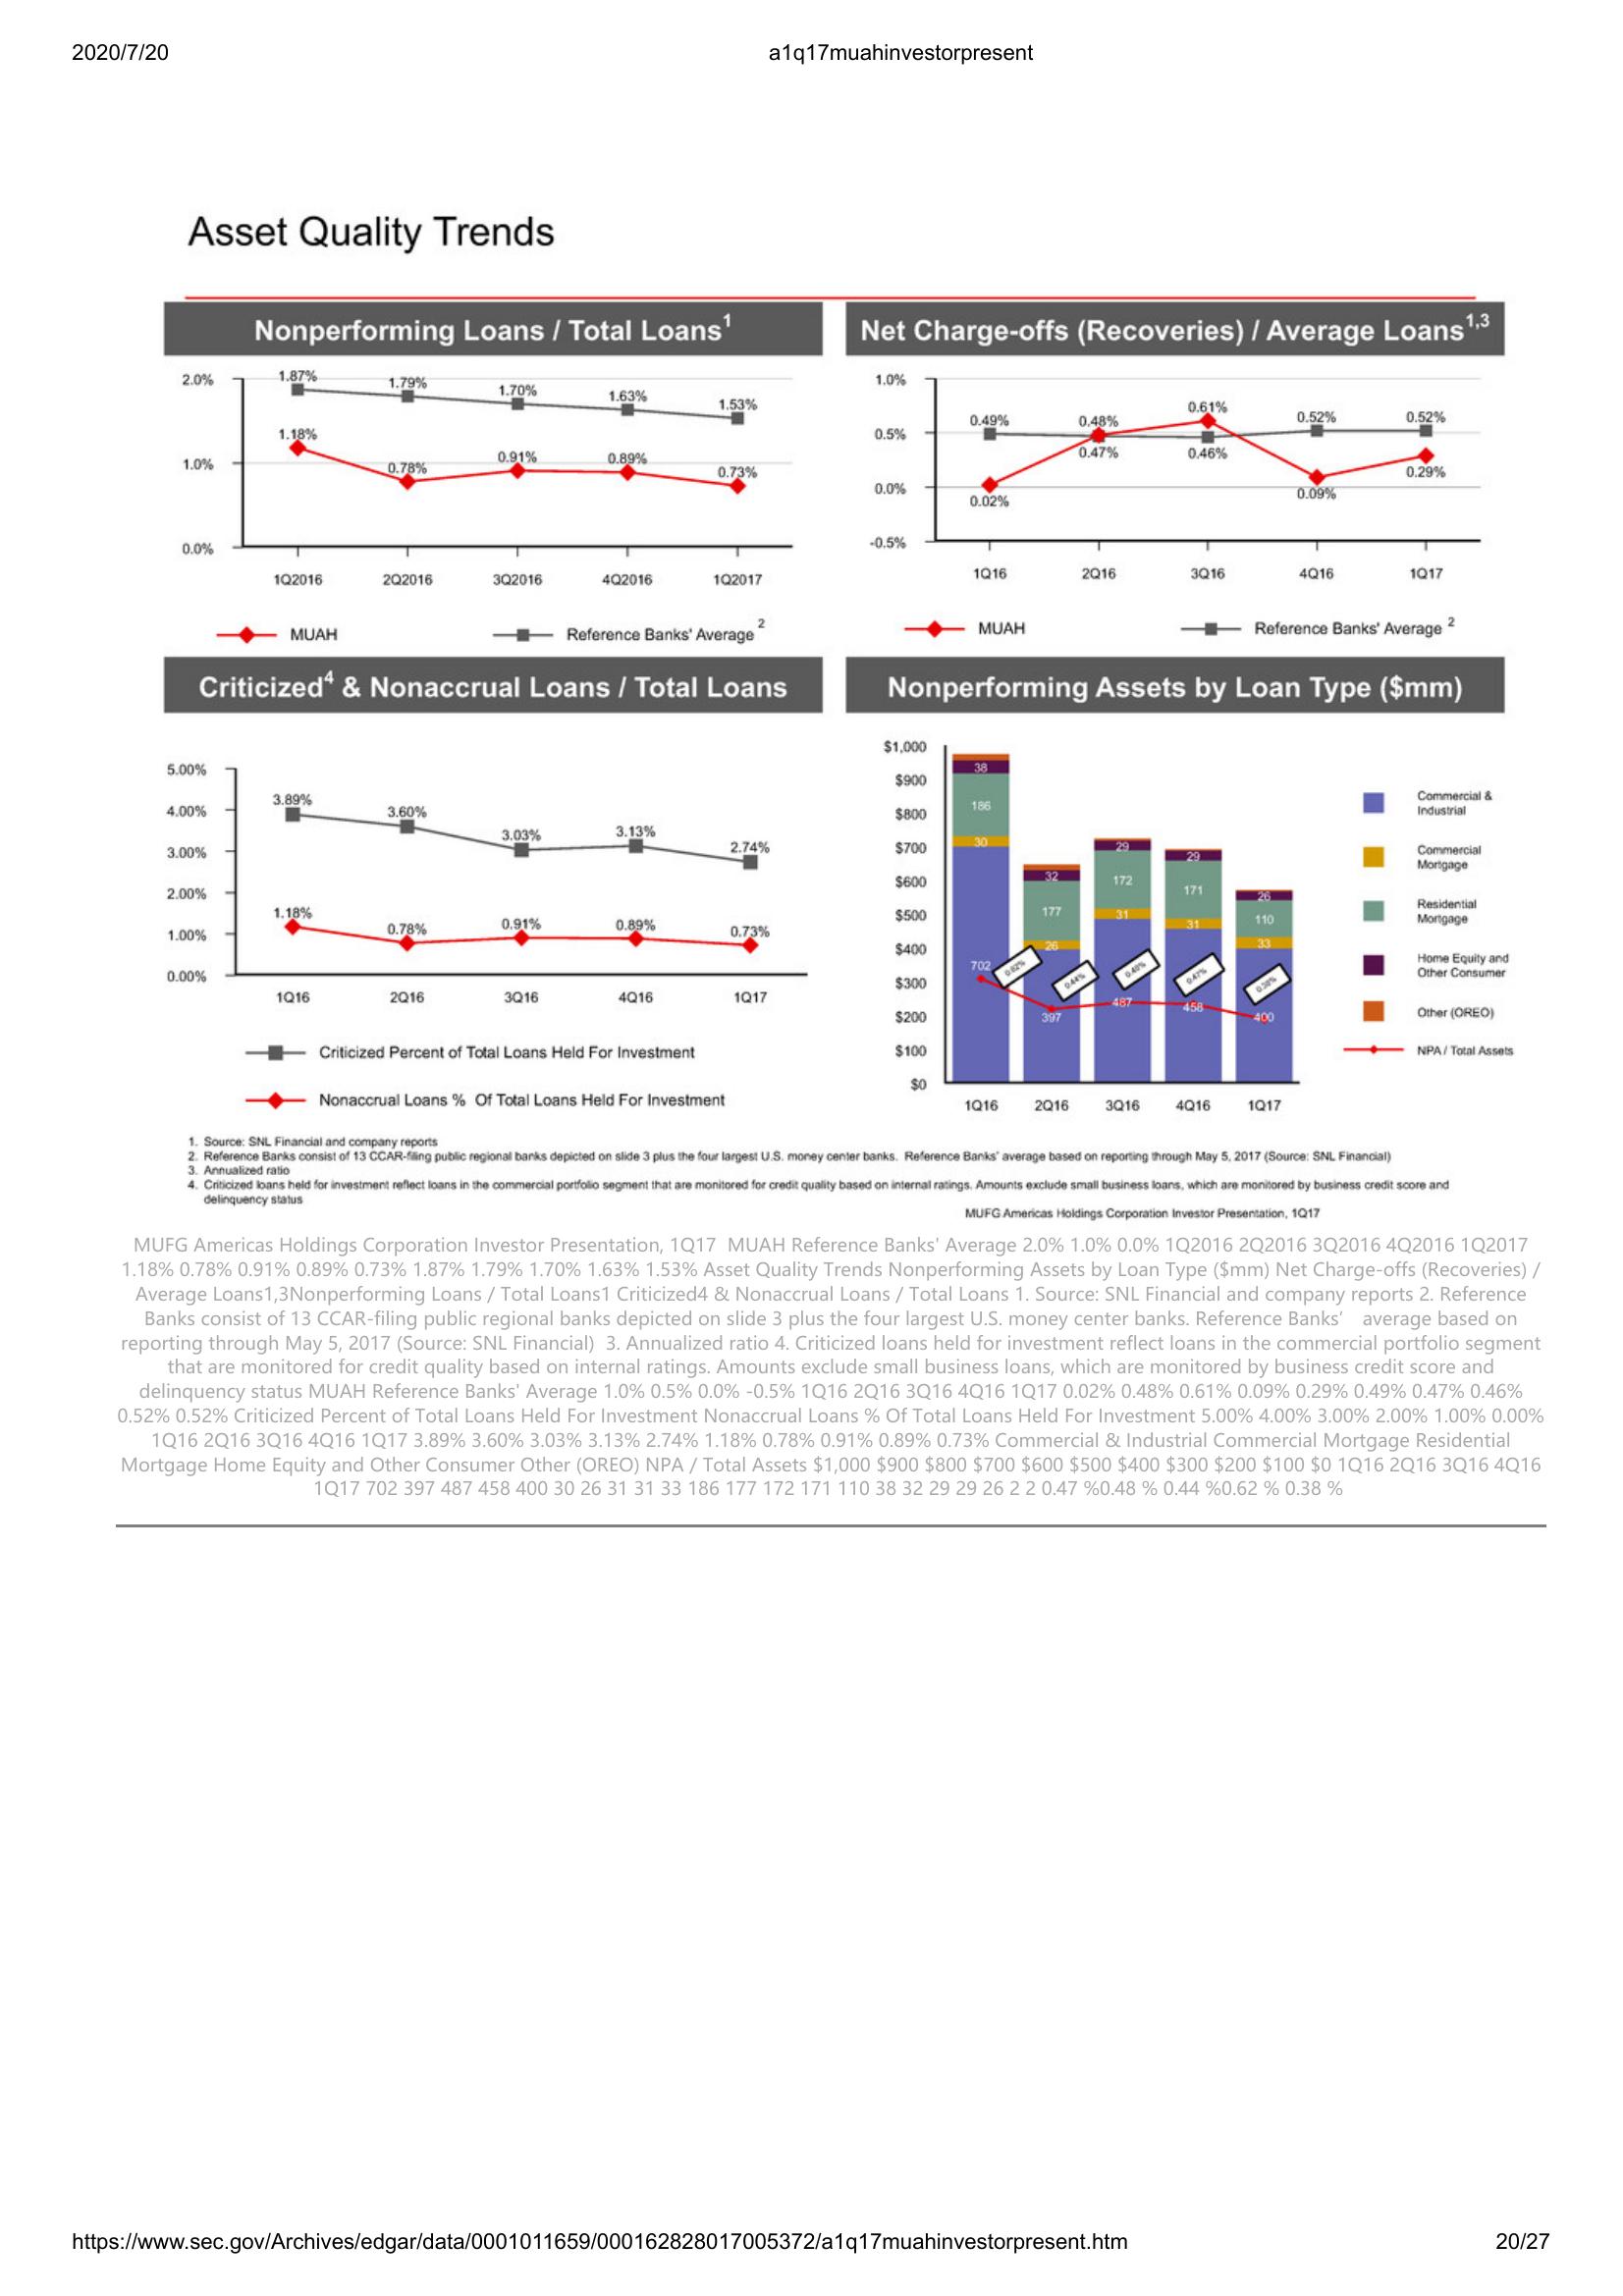 2020/7/20
a1q17muahinvestorpresent
Asset Quality Trends
Nonperforming Loans / Total Loans1
2.0%
1.0%
0.0%
1.87%
1.79%
1.70%
1.63%
1.53%
1.18%
0.78%
0.91%
0.89%
0.73%
1Q2016 2Q2016 3Q2016 4Q2016 1Q2017
MUAH
Reference Banks' Average 2
Net Charge-offs (Recoveries) / Average Loans1,3
1.0%
0.5%
0.0%
-0.5%
0.49%
0.48%
0.61%
0.52%
0.52%
0.02%
0.47%
0.46%
0.09%
0.29%
1Q16 2Q16 3Q16 4Q16 1Q17
MUAH
Reference Banks' Average 2
Criticized4 & Nonaccrual Loans / Total Loans
5.00%
4.00%
3.00%
2.00%
1.00%
0.00%
3.89%
3.60%
3.03%
3.13%
2.74%
1.18%
0.78%
0.91%
0.89%
0.73%
1Q16 2Q16 3Q16 4Q16 1Q17
Criticized Percent of Total Loans Held For Investment
Nonaccrual Loans % Of Total Loans Held For Investment
Nonperforming Assets by Loan Type ($mm)
$1,000
$900
$800
$700
$600
$500
$400
$300
$200
$100
$0
38
186
30
702
0.62%
32
177
26
397
0.44%
29
172
31
487
0.48%
29
171
31
458
0.47%
26
110
33
400
0.38%
1Q16 2Q16 3Q16 4Q16 1Q17
Commercial &
Industrial
Commercial
Mortgage
Residential
Mortgage
Home Equity and
Other Consumer
Other (OREO)
NPA / Total Assets
1. Source: SNL Financial and company reports
2. Reference Banks consist of 13 CCAR-filing public regional banks depicted on slide 3 plus the four largest U.S. money center banks. Reference Banks' average based on reporting through May 5, 2017 (Source: SNL Financial)
3. Annualized ratio
4. Criticized loans held for investment reflect loans in the commercial portfolio segment that are monitored for credit quality based on internal ratings. Amounts exclude small business loans, which are monitored by business credit score and
delinquency status
MUFG Americas Holdings Corporation Investor Presentation, 1Q17
MUFG Americas Holdings Corporation Investor Presentation, 1Q17 MUAH Reference Banks' Average 2.0% 1.0% 0.0% 1Q2016 2Q2016 3Q2016 4Q2016 1Q2017
1.18% 0.78% 0.91% 0.89% 0.73% 1.87% 1.79% 1.70% 1.63% 1.53% Asset Quality Trends Nonperforming Assets by Loan Type ($mm) Net Charge-offs (Recoveries) /
Average Loans1,3Nonperforming Loans / Total Loans1 Criticized4 & Nonaccrual Loans / Total Loans 1. Source: SNL Financial and company reports 2. Reference
Banks consist of 13 CCAR-filing public regional banks depicted on slide 3 plus the four largest U.S. money center banks. Reference Banks' average based on
reporting through May 5, 2017 (Source: SNL Financial) 3. Annualized ratio 4. Criticized loans held for investment reflect loans in the commercial portfolio segment
that are monitored for credit quality based on internal ratings. Amounts exclude small business loans, which are monitored by business credit score and
delinquency status MUAH Reference Banks' Average 1.0% 0.5% 0.0% -0.5% 1Q16 2Q16 3Q16 4Q16 1Q17 0.02% 0.48% 0.61% 0.09% 0.29% 0.49% 0.47% 0.46%
0.52% 0.52% Criticized Percent of Total Loans Held For Investment Nonaccrual Loans % Of Total Loans Held For Investment 5.00% 4.00% 3.00% 2.00% 1.00% 0.00%
1Q16 2Q16 3Q16 4Q16 1Q17 3.89% 3.60% 3.03% 3.13% 2.74% 1.18% 0.78% 0.91% 0.89% 0.73% Commercial & Industrial Commercial Mortgage Residential
Mortgage Home Equity and Other Consumer Other (OREO) NPA / Total Assets $1,000 $900 $800 $700 $600 $500 $400 $300 $200 $100 $0 1Q16 2Q16 3Q16 4Q16
1Q17 702 397 487 458 400 30 26 31 31 33 186 177 172 171 110 38 32 29 29 26 2 2 0.47 %0.48 % 0.44 %0.62 % 0.38 %
https://www.sec.gov/Archives/edgar/data/0001011659/000162828017005372/a1q17muahinvestorpresent.htm
20/27